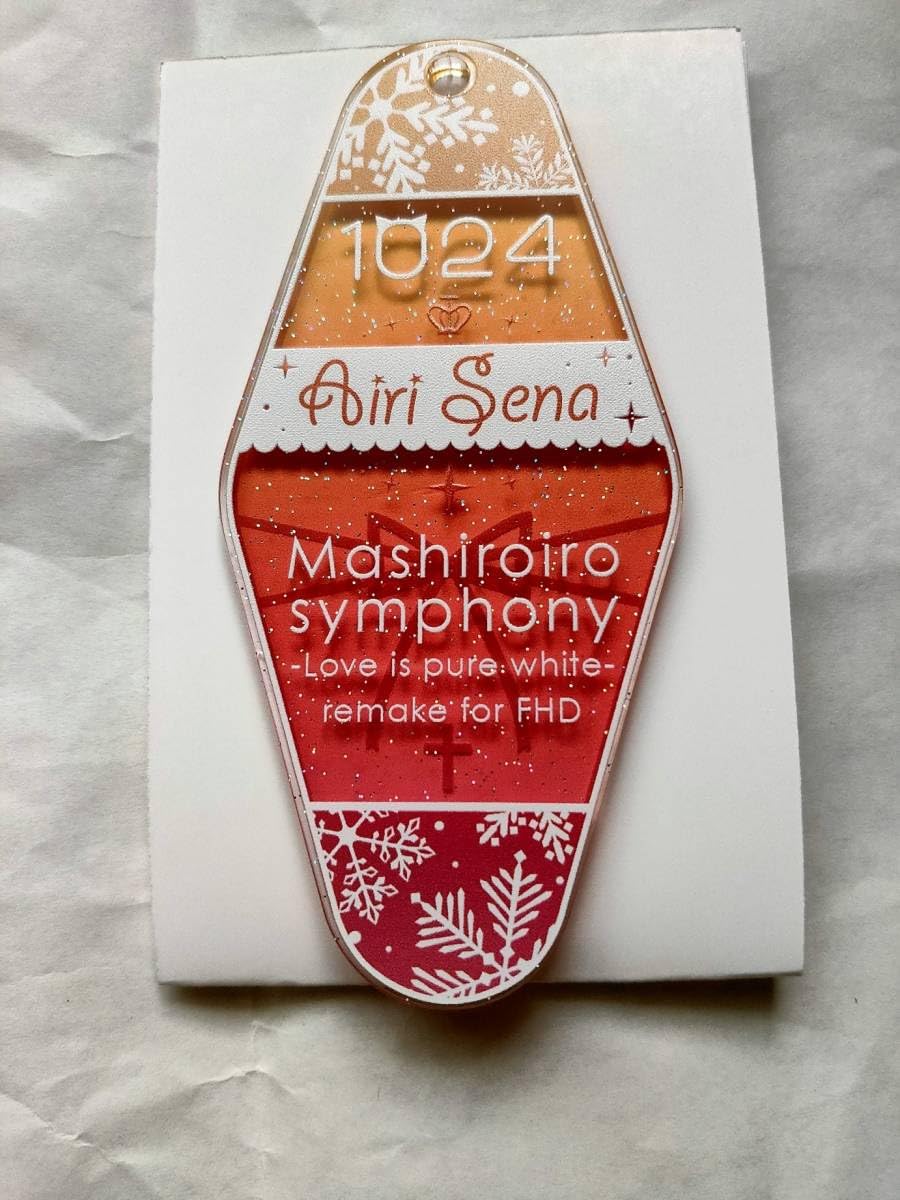 1024
Airi Sena
Mashiroiro
symphony
-Love is pure white-
remake for FHD